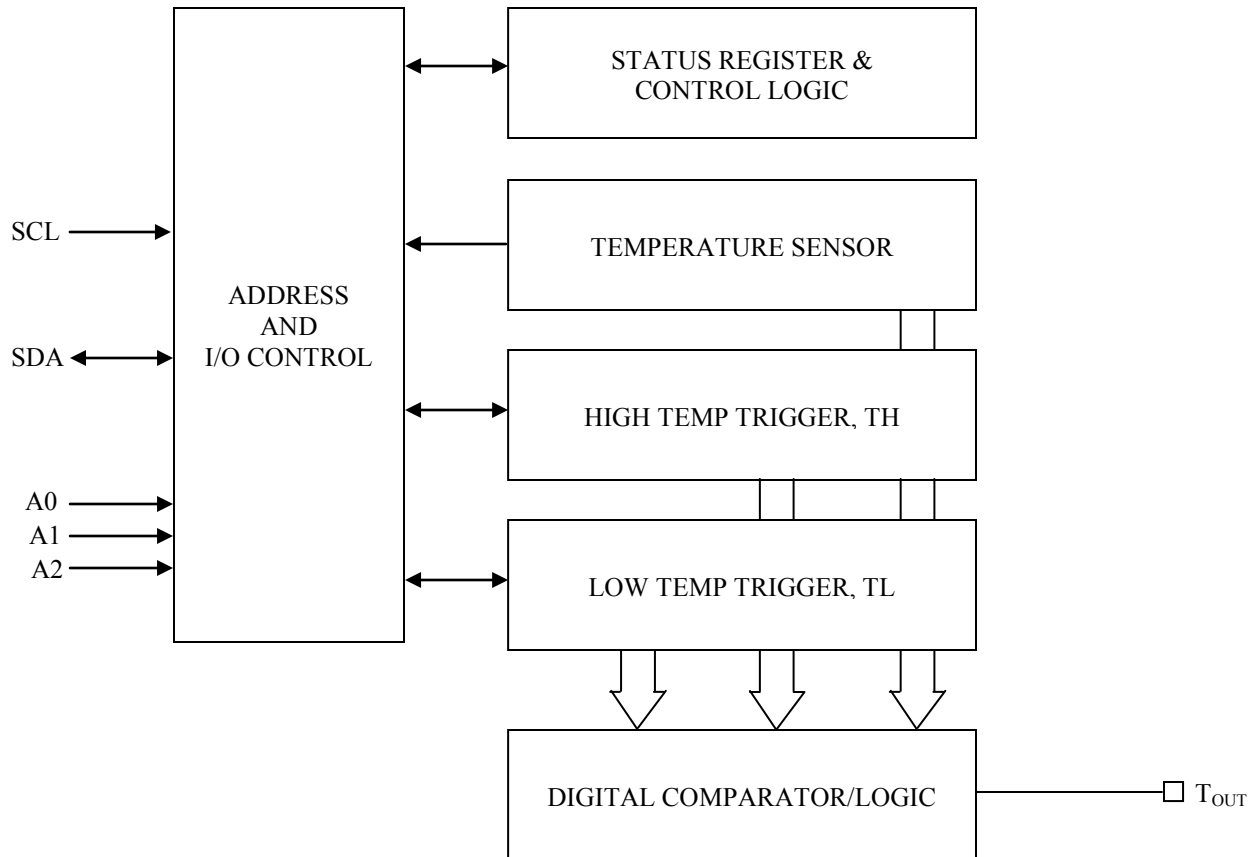 STATUS REGISTER &
CONTROL LOGIC
SCL
TEMPERATURE SENSOR
ADDRESS
AND
I/O CONTROL
SDA
HIGH TEMP TRIGGER, TH
A0
A1
A2
LOW TEMP TRIGGER, TL
DIGITAL COMPARATOR/LOGIC
TOUT